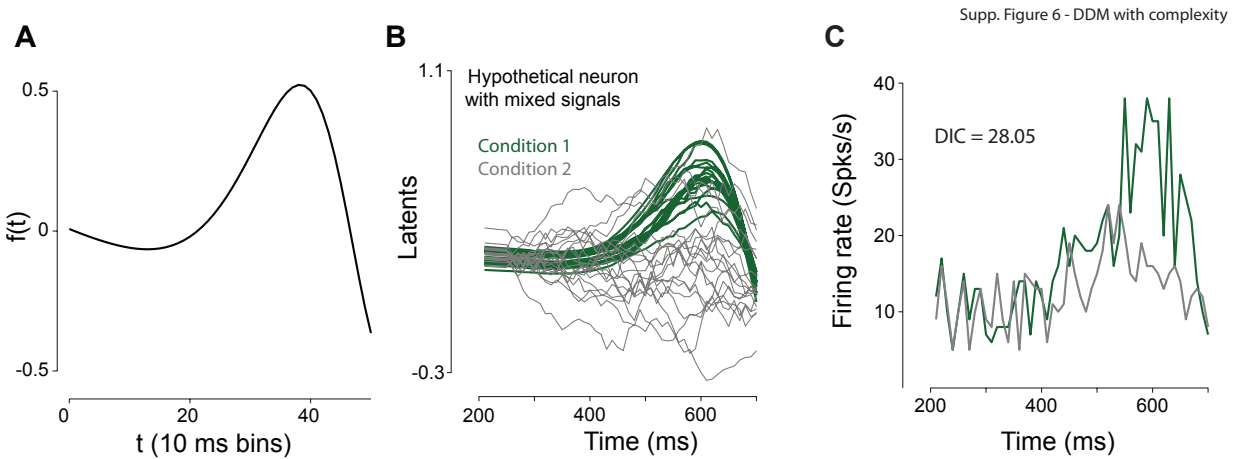 Supp. Figure 6 - DDM with complexity
A
0.5
0
-0.5
f(t)
0
20
40
t (10 ms bins)
B
1.1
-0.3
Latents
Hypothetical neuron
with mixed signals
Condition 1
Condition 2
200
400
600
Time (ms)
C
40
30
20
10
Firing rate (Spks/s)
DIC = 28.05
200
400
600
Time (ms)